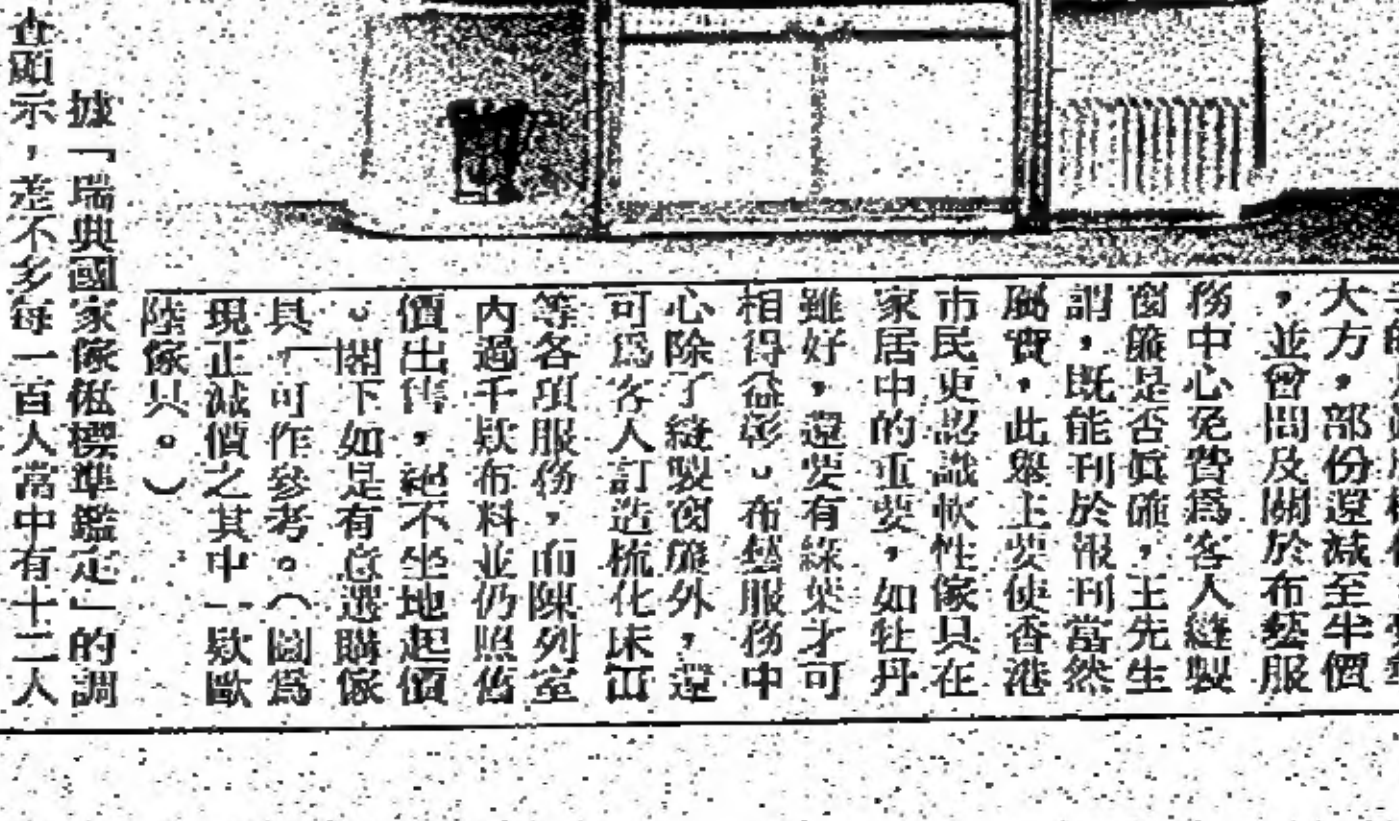 大方，部份還減至半價
，並曾問及關於布藝服
務中心免費爲客人縫製
窗簾是否眞確，王先生
謂，既能刊於報刊當然
屬實，此舉主要使香港
市民更認識軟性傢具在
家居中的重要，如牡丹
雖好，還要有綠葉才可
相得益彰。布藝服務中
心除了縫製窗簾外，還
可爲客人訂造梳化床冚
等各項服務，而陳列室
內過千款布料並仍照舊
價出售，絕不坐地起價
。閣下如是有意選購傢
具，可作參考。（圖爲
現正減價之其中一款歐
陸傢具。）
據「瑞典國家傢俬標準鑑定」的調
查顯示，差不多每一百人當中有十二人